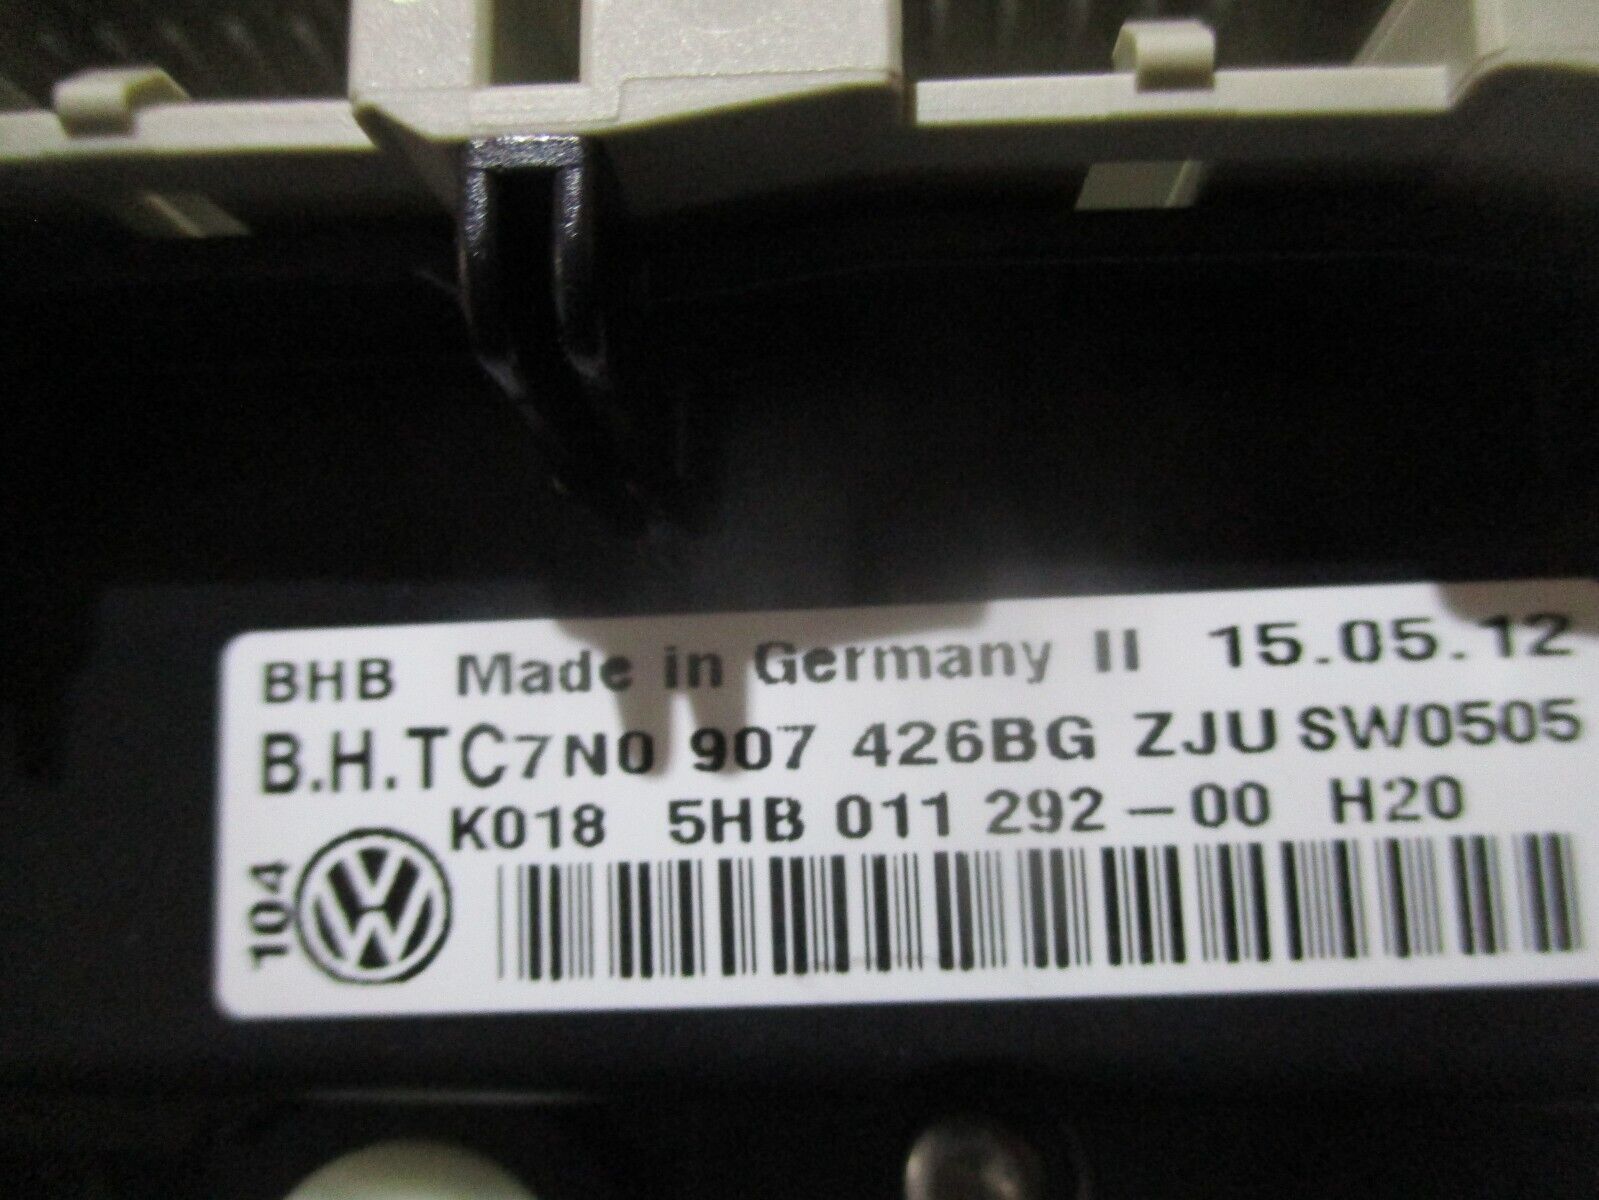 BHB Made in Germany II 15.05.12
B.H.TC7N0 907 426BG ZJU SW0505
K018 5HB 011 292-00 H20
104